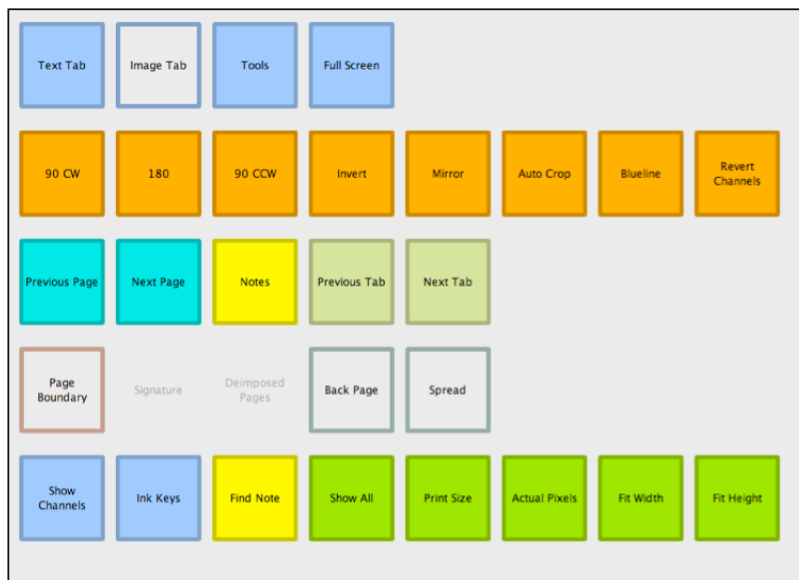 Text Tab
Image Tab
Tools
Full Screen
90 CW
180
90 CCW
Invert
Mirror
Auto Crop
Blueline
Revert
Channels
Previous Page
Next Page
Notes
Previous Tab
Next Tab
Page
Boundary
Signature
Deimposed
Pages
Back Page
Spread
Show
Channels
Ink Keys
Find Note
Show All
Print Size
Actual Pixels
Fit Width
Fit Height